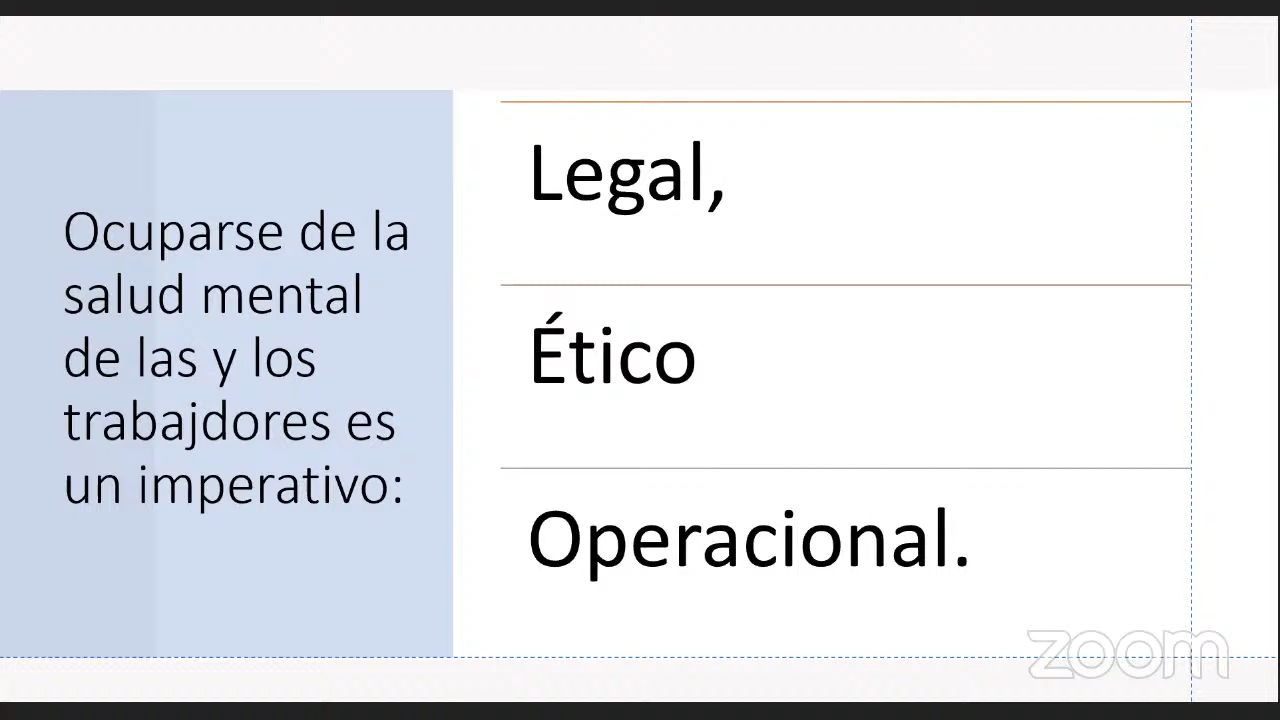 Ocuparse de la
salud mental
de las y los
trabajdores es
un imperativo:
Legal,
Ético
Operacional.
zoom